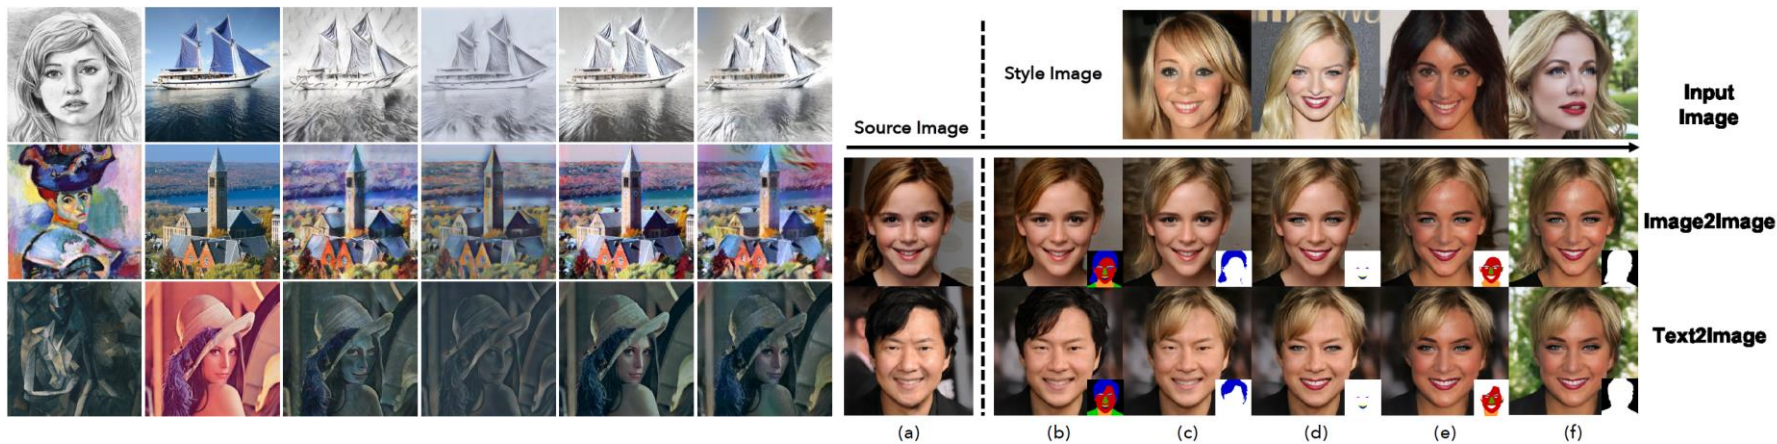 Style Image
Source Image
Input
Image
Image2Image
Text2Image
(a) (b) (c) (d) (e) (f)